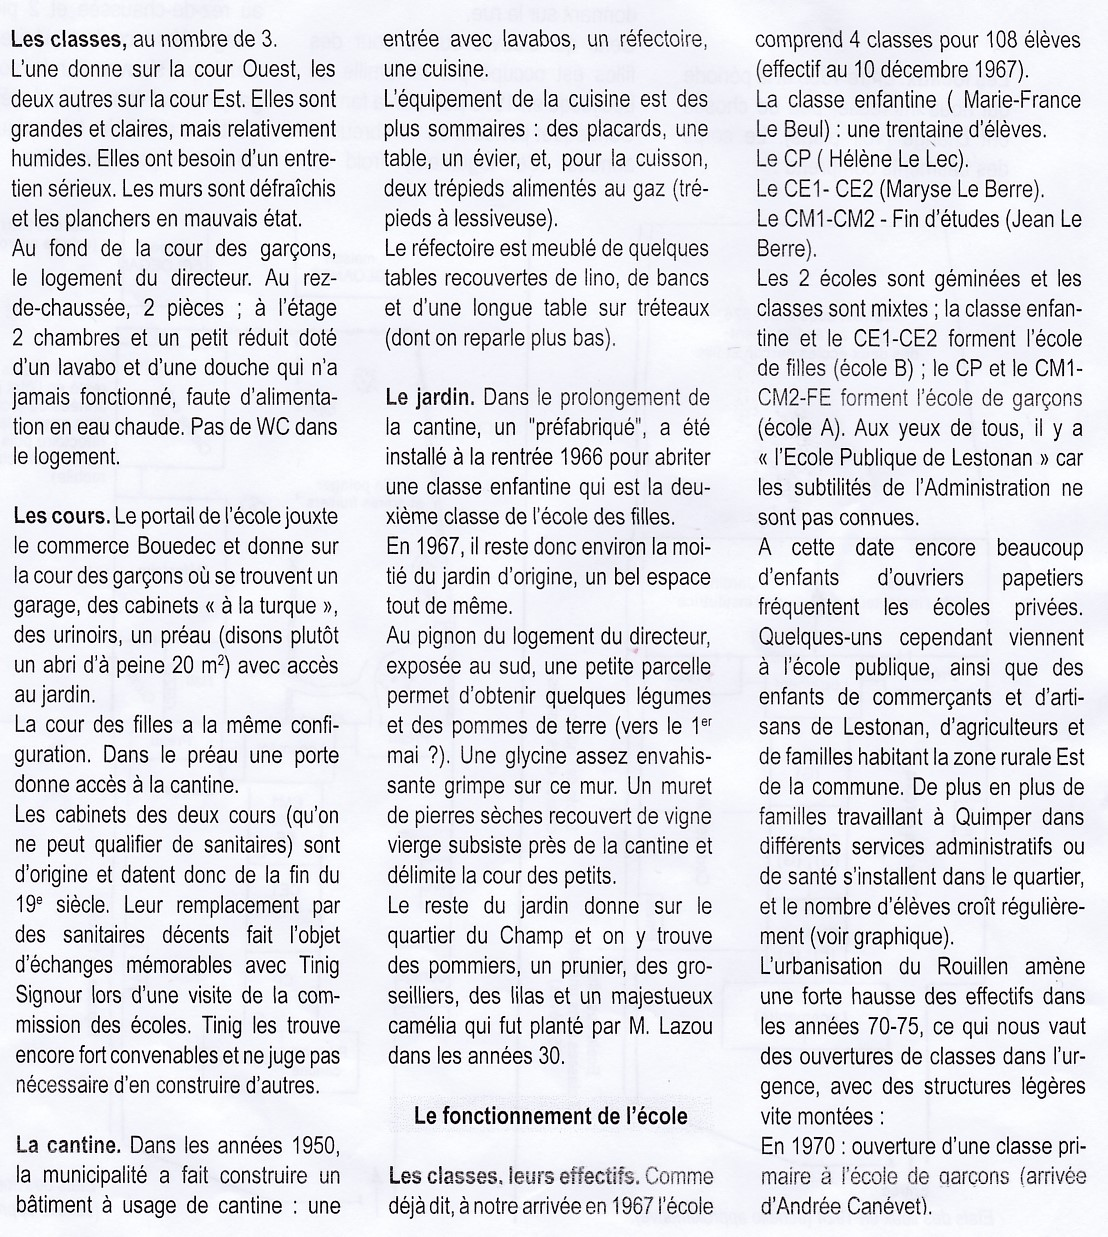 Les classes, au nombre de 3.
L'une donne sur la cour Ouest, les
deux autres sur la cour Est. Elles sont
grandes et claires, mais relativement
humides. Elles ont besoin d'un entre-
tien sérieux. Les murs sont défraîchis
et les planchers en mauvais état.
Au fond de la cour des garçons,
le logement du directeur. Au rez-
de-chaussée, 2 pièces ; à l'étage
2 chambres et un petit réduit doté
d'un lavabo et d'une douche qui n'a
jamais fonctionné, faute d'alimenta-
tion en eau chaude. Pas de WC dans
le logement.
Les cours. Le portail de l'école jouxte
le commerce Bouedec et donne sur
la cour des garçons où se trouvent un
garage, des cabinets « à la turque »,
des urinoirs, un préau (disons plutôt
un abri d'à peine 20 m²) avec accès
au jardin.
La cour des filles a la même confi-
guration. Dans le préau une porte
donne accès à la cantine.
Les cabinets des deux cours (qu'on
ne peut qualifier de sanitaires) sont
d'origine et datent donc de la fin du
19e siècle. Leur remplacement par
des sanitaires décents fait l'objet
d'échanges mémorables avec Tinig
Signour lors d'une visite de la com-
mission des écoles. Tinig les trouve
encore fort convenables et ne juge pas
nécessaire d'en construire d'autres.
La cantine. Dans les années 1950,
la municipalité a fait construire un
bâtiment à usage de cantine : une
entrée avec lavabos, un réfectoire,
une cuisine.
L'équipement de la cuisine est des
plus sommaires : des placards, une
table, un évier, et, pour la cuisson,
deux trépieds alimentés au gaz (tré-
pieds à lessiveuse).
Le réfectoire est meublé de quelques
tables recouvertes de lino, de bancs
et d'une longue table sur tréteaux
(dont on reparle plus bas).
Le jardin. Dans le prolongement de
la cantine, un "préfabriqué", a été
installé à la rentrée 1966 pour abriter
une classe enfantine qui est la deu-
xième classe de l'école des filles.
En 1967, il reste donc environ la moi-
tié du jardin d'origine, un bel espace
tout de même.
Au pignon du logement du directeur,
exposée au sud, une petite parcelle
permet d'obtenir quelques légumes
et des pommes de terre (vers le 1er
mai ?). Une glycine assez envahis-
sante grimpe sur ce mur. Un muret
de pierres sèches recouvert de vigne
vierge subsiste près de la cantine et
délimite la cour des petits.
Le reste du jardin donne sur le
quartier du Champ et on y trouve
des pommiers, un prunier, des gro-
seilliers, des lilas et un majestueux
camélia qui fut planté par M. Lazou
dans les années 30.
Le fonctionnement de l'école
Les classes, leurs effectifs. Comme
déjà dit, à notre arrivée en 1967 l'école
comprend 4 classes pour 108 élèves
(effectif au 10 décembre 1967).
La classe enfantine ( Marie-France
Le Beul) : une trentaine d'élèves.
Le CP ( Hélène Le Lec).
Le CE1- CE2 (Maryse Le Berre).
Le CM1-CM2 - Fin d'études (Jean Le
Berre).
Les 2 écoles sont géminées et les
classes sont mixtes ; la classe enfan-
tine et le CE1-CE2 forment l'école
de filles (école B) ; le CP et le CM1-
CM2-FE forment l'école de garçons
(école A). Aux yeux de tous, il y a
« l'Ecole Publique de Lestonan » car
les subtilités de l'Administration ne
sont pas connues.
A cette date encore beaucoup
d'enfants d'ouvriers papetiers
fréquentent les écoles privées.
Quelques-uns cependant viennent
à l'école publique, ainsi que des
enfants de commerçants et d'arti-
sans de Lestonan, d'agriculteurs et
de familles habitant la zone rurale Est
de la commune. De plus en plus de
familles travaillant à Quimper dans
différents services administratifs ou
de santé s'installent dans le quartier,
et le nombre d'élèves croît régulière-
ment (voir graphique).
L'urbanisation du Rouillen amène
une forte hausse des effectifs dans
les années 70-75, ce qui nous vaut
des ouvertures de classes dans l'ur-
gence, avec des structures légères
vite montées :
En 1970 : ouverture d'une classe pri-
maire à l'école de garçons (arrivée
d'Andrée Canévet).